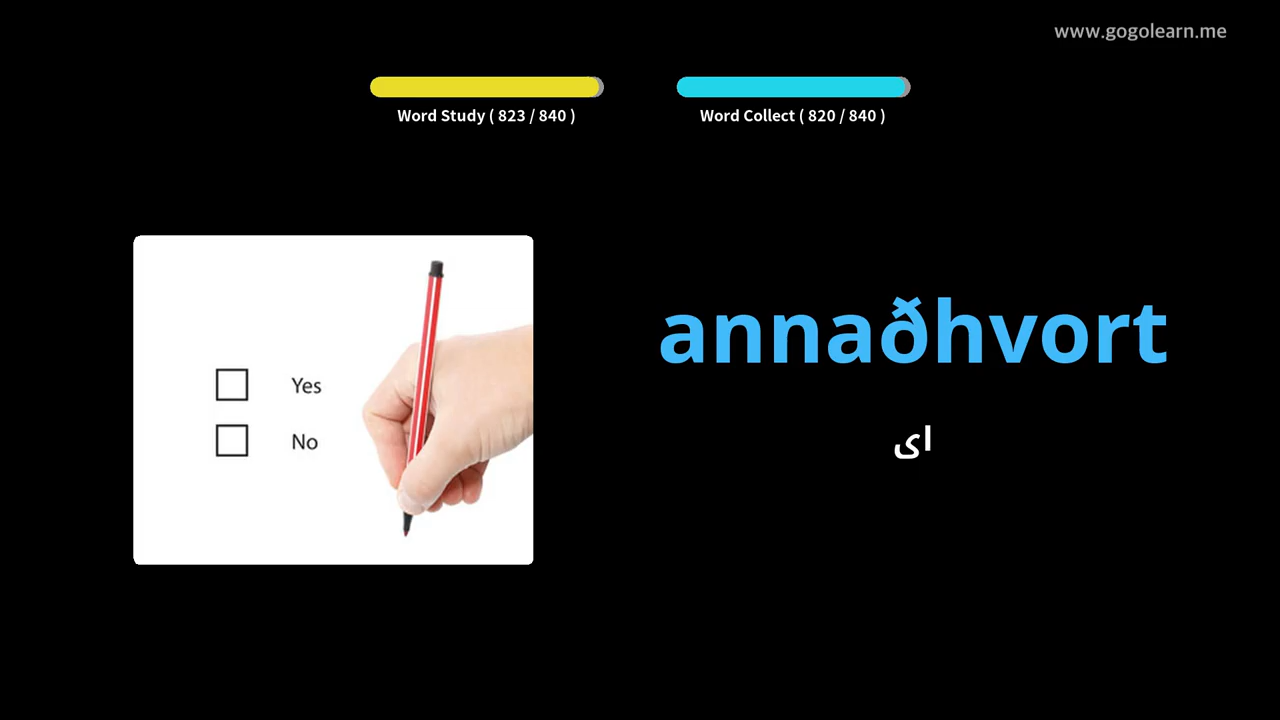 www.gogolearn.me
Word Study ( 823 / 840 )
Word Collect ( 820 / 840 )
Yes
No
annaðhvort
ای